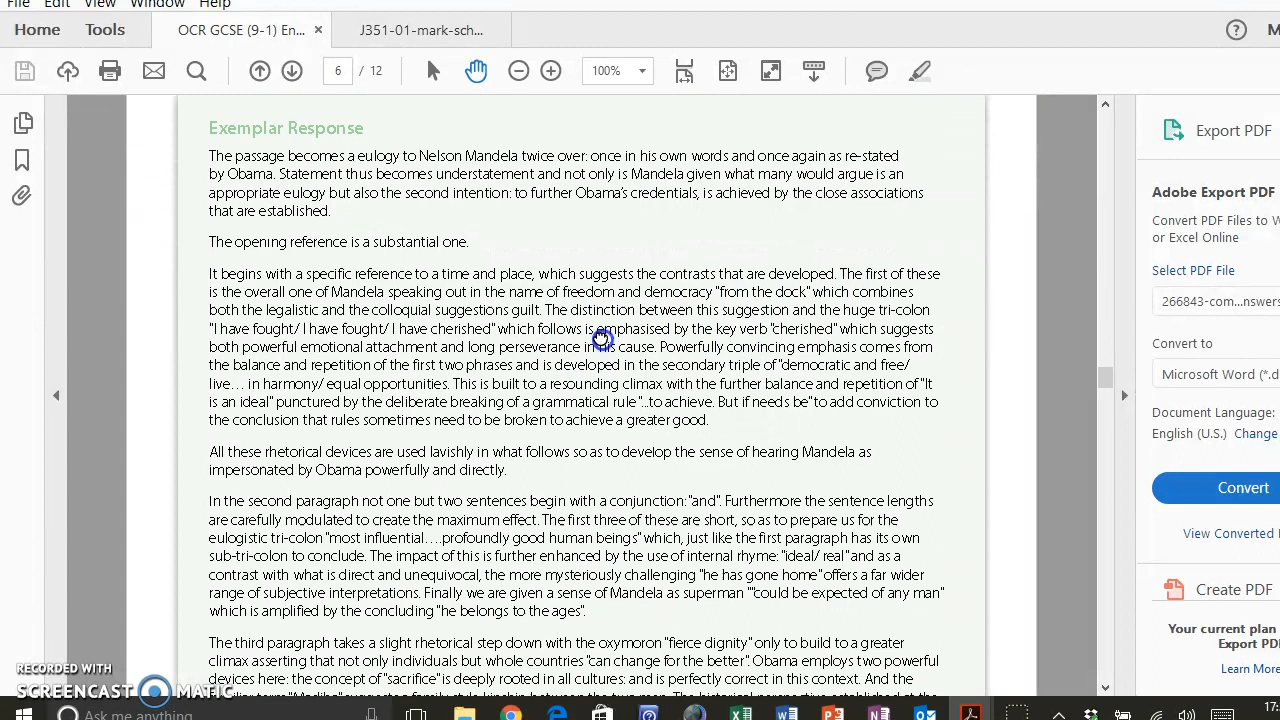 File Edit View Window Help
Home Tools OCR GCSE (9-1) En... × J351-01-mark-sch...
6 / 12 100%
Exemplar Response
The passage becomes a eulogy to Nelson Mandela twice over: once in his own words and once again as re-stated
by Obama. Statement thus becomes understatement and not only is Mandela given what many would argue is an
appropriate eulogy but also the second intention: to further Obama's credentials, is achieved by the close associations
that are established.
The opening reference is a substantial one.
It begins with a specific reference to a time and place, which suggests the contrasts that are developed. The first of these
is the overall one of Mandela speaking out in the name of freedom and democracy "from the dock" which combines
both the legalistic and the colloquial suggestions guilt. The distinction between this suggestion and the huge tri-colon
"I have fought/ I have fought/ I have cherished" which follows is emphasised by the key verb "cherished" which suggests
both powerful emotional attachment and long perseverance in cause. Powerfully convincing emphasis comes from
the balance and repetition of the first two phrases and is developed in the secondary triple of "democratic and free/
live… in harmony/ equal opportunities. This is built to a resounding climax with the further balance and repetition of "It
is an ideal" punctured by the deliberate breaking of a grammatical rule "..to achieve. But if needs be" to add conviction to
the conclusion that rules sometimes need to be broken to achieve a greater good.
All these rhetorical devices are used lavishly in what follows so as to develop the sense of hearing Mandela as
impersonated by Obama powerfully and directly.
In the second paragraph not one but two sentences begin with a conjunction: "and". Furthermore the sentence lengths
are carefully modulated to create the maximum effect. The first three of these are short, so as to prepare us for the
eulogistic tri-colon "most influential….profoundly good human beings" which, just like the first paragraph has its own
sub-tri-colon to conclude. The impact of this is further enhanced by the use of internal rhyme: "ideal/ real" and as a
contrast with what is direct and unequivocal, the more mysteriously challenging "he has gone home" offers a far wider
range of subjective interpretations. Finally we are given a sense of Mandela as superman "could be expected of any man"
which is amplified by the concluding "he belongs to the ages".
The third paragraph takes a slight rhetorical step down with the oxymoron "fierce dignity" only to build to a greater
climax asserting that not only individuals but whole countries "can change for the better." Obama employs two powerful
devices here: the concept of "sacrifice" is deeply rooted in all cultures: and is perfectly correct in this context. And the
Export PDF
Adobe Export PDF
Convert PDF Files to W
or Excel Online
Select PDF File
266843-com...nswers
Convert to
Microsoft Word (*.d
Document Language:
English (U.S.) Change
Convert
View Converted
Create PDF
Your current plan
Export PDF
Learn More
RECORDED WITH
SCREENCAST MATIC
Ask me anything
17: